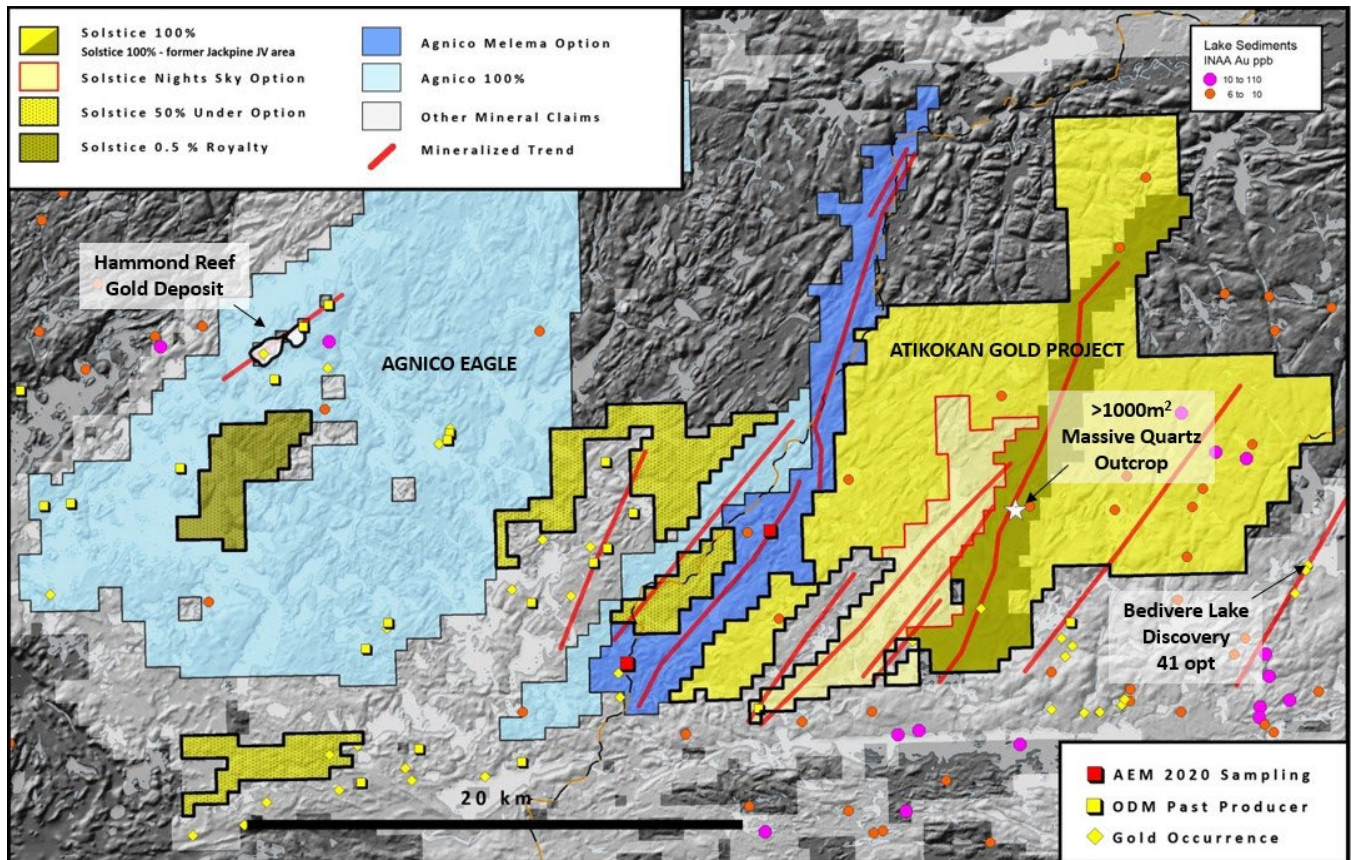 Solstice 100%
Solstice 100% - former Jackpine JV area
Solstice Nights Sky Option
Solstice 50% Under Option
Solstice 0.5 % Royalty
Agnico Melema Option
Agnico 100%
Other Mineral Claims
Mineralized Trend
Lake Sediments
INAA Au ppb
10 to 110
6 to 10
Hammond Reef
Gold Deposit
AGNICO EAGLE
ATIKOKAN GOLD PROJECT
>1000m²
Massive Quartz
Outcrop
Bedivere Lake
Discovery
41 opt
20 km
AEM 2020 Sampling
ODM Past Producer
Gold Occurrence